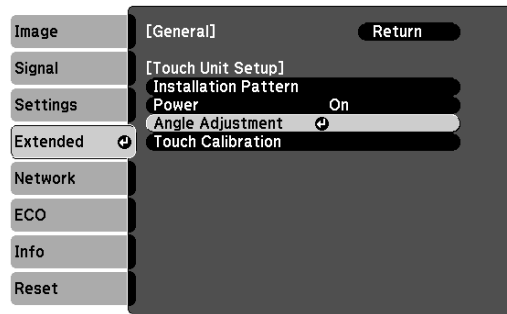 Image
Signal
Settings
Extended
Network
ECO
Info
Reset
[General] Return
[Touch Unit Setup]
Installation Pattern
Power On
Angle Adjustment
Touch Calibration